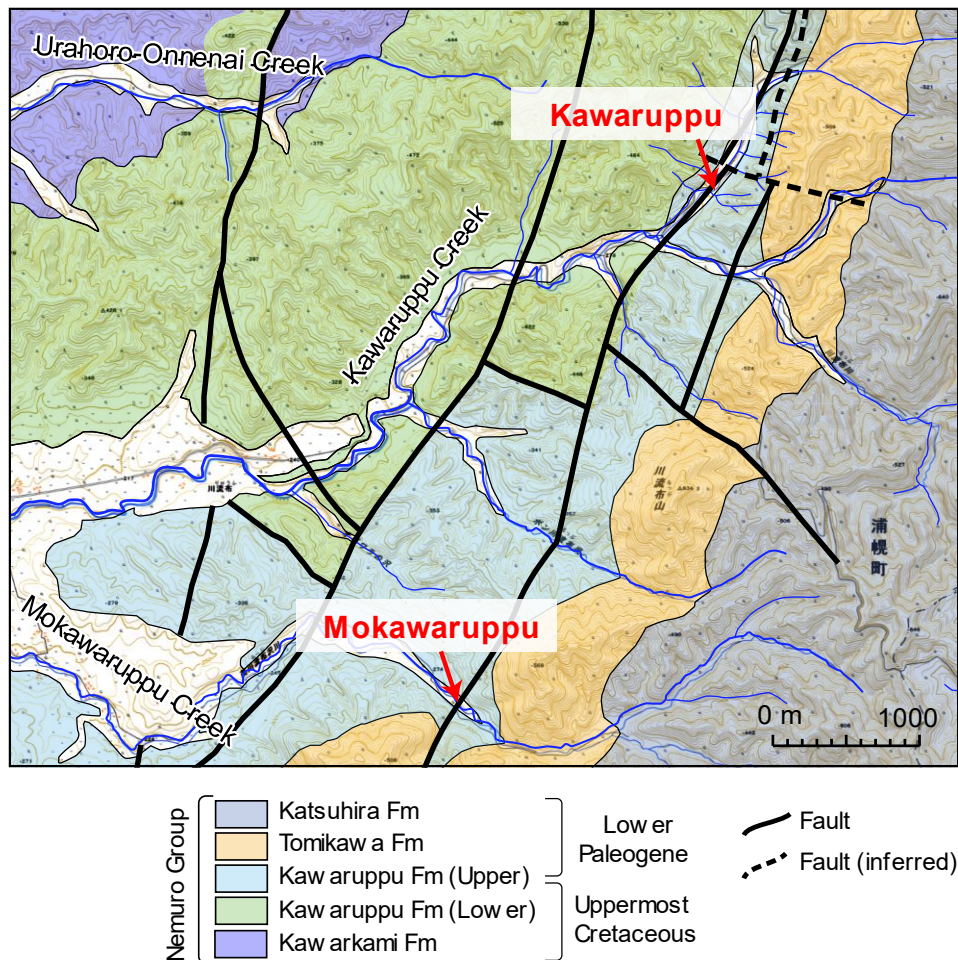 Urahoro-Onnenai Creek
Kawaruppu
Kawaruppu Creek
川流布
川流布山
浦幌町
Mokawaruppu
Mokawaruppu Creek
0 m 1000
Nemuro Group
Katsuhira Fm
Tomikawa Fm
Kawaruppu Fm (Upper)
Kawaruppu Fm (Lower)
Kawarkami Fm
Lower
Paleogene
Uppermost
Cretaceous
Fault
Fault (inferred)